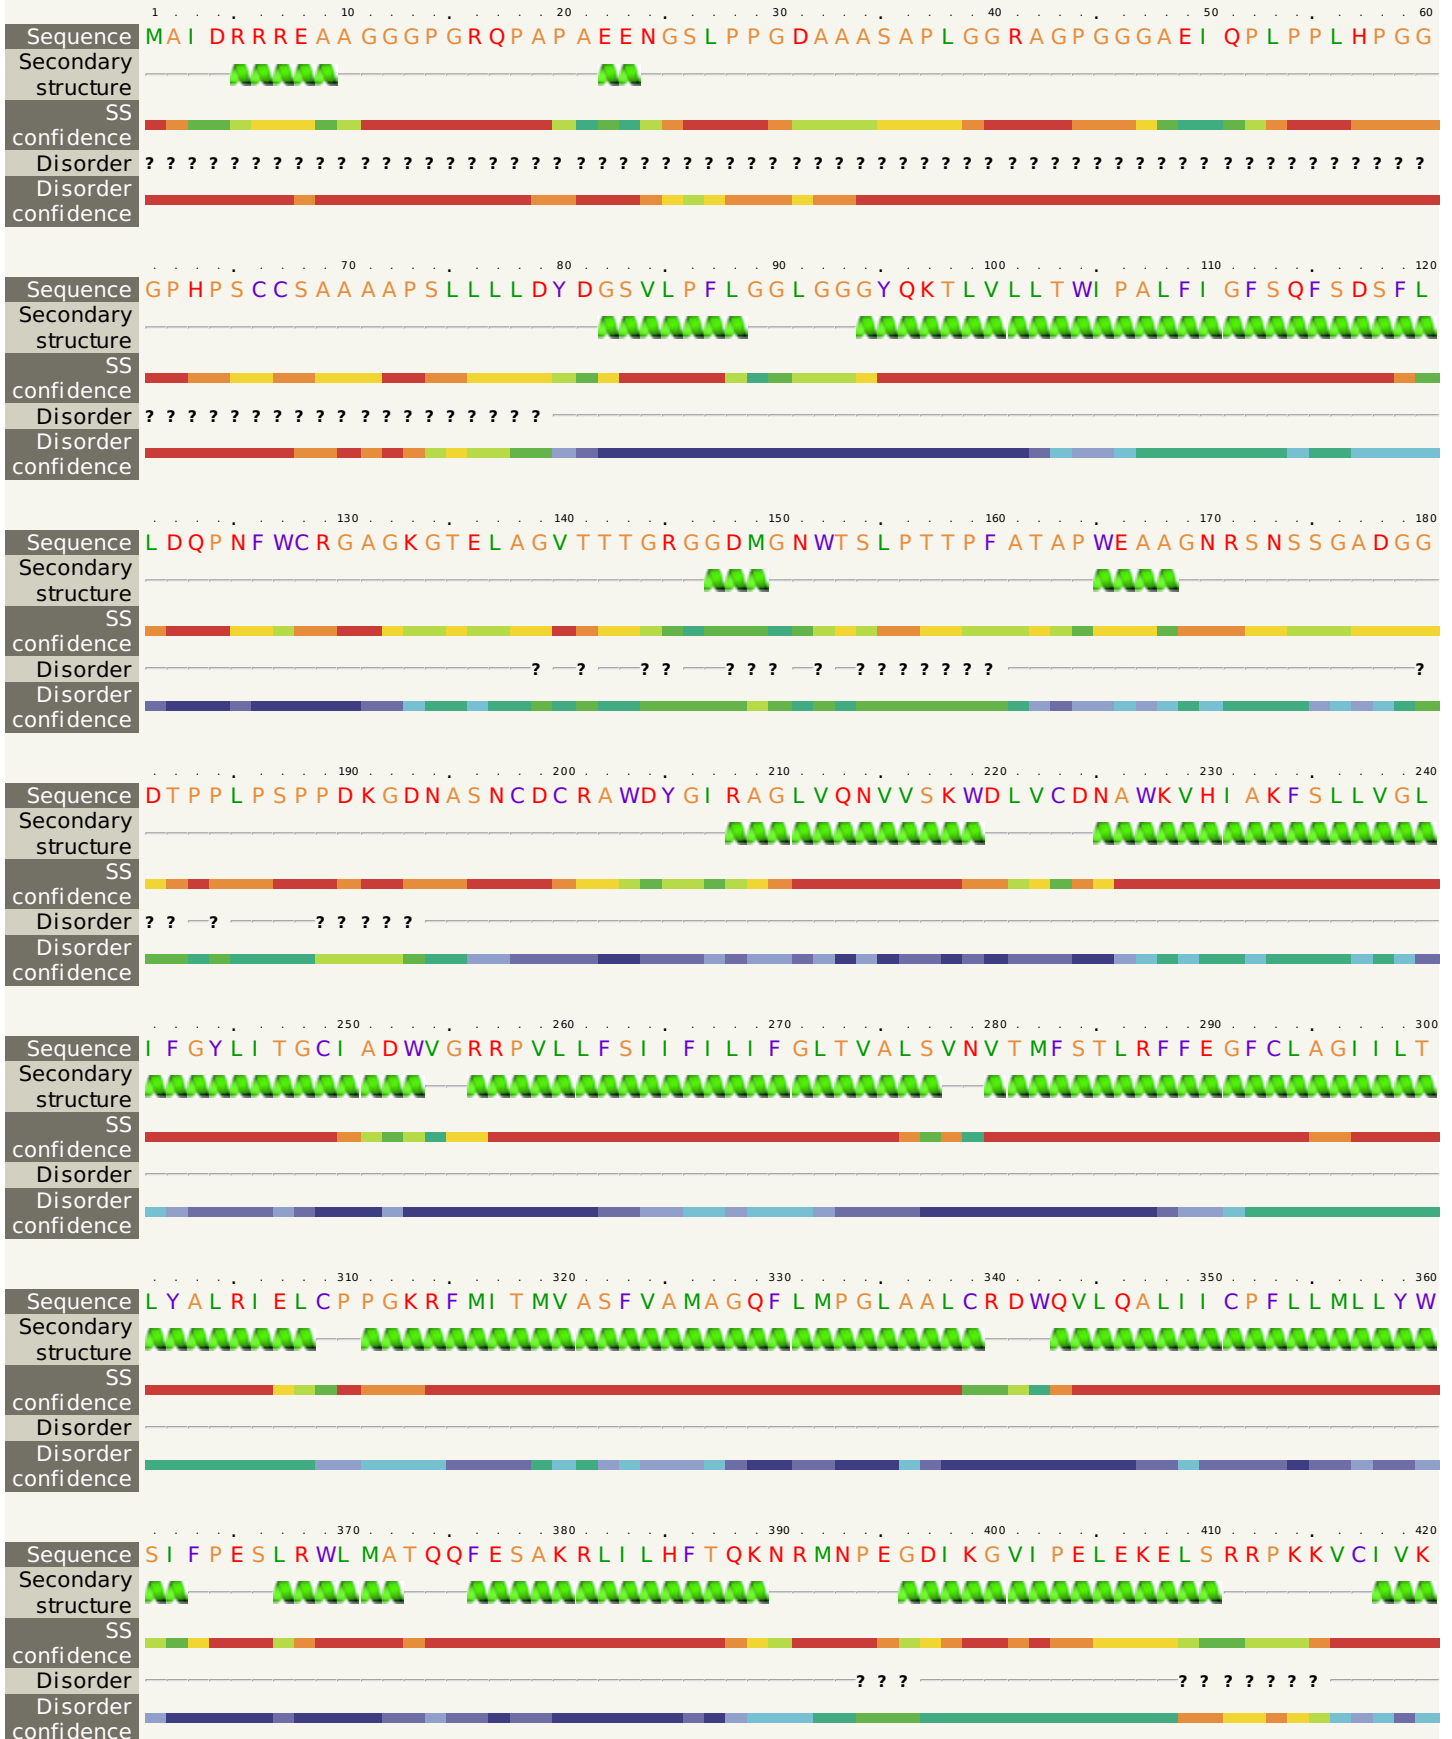 1 10 20 30 40 50 60
Sequence MAIDRRREAAGGGPGRQPAPAEENGSLPPGDAAASAPLGGRAGPGGGAEIQPLPPLHPGG
Secondary
structure
SS
confidence
Disorder ????????????????????????????????????????????????????????????
Disorder
confidence
70 80 90 100 110 120
Sequence GPHPSCCSAAAAPSLLLLDYDGSVLPFLGGLGGGYQKTLVLLTWIPALFIGFSQFSDSFL
Secondary
structure
SS
confidence
Disorder ???????????????????
Disorder
confidence
130 140 150 160 170 180
Sequence LDQPNFWCRGAGKGTELAGVTTTGRGGDMGNWTSLPTTPFATAPWEAAGNRSNSSGADGG
Secondary
structure
SS
confidence
Disorder ? ? ?? ??? ? ??????? ?
Disorder
confidence
190 200 210 220 230 240
Sequence DTPPLPSPPDKGDNASNCDCRAWDYGIRAGLVQNVVSKWDLVCDNAWKVHIAKFSLLVGL
Secondary
structure
SS
confidence
Disorder ?? ? ?????
Disorder
confidence
250 260 270 280 290 300
Sequence IFGYLITGCIADWVGRRPVLLFSIIFILIFGLTVALSVNVTMFSTLRFFEGFCLAGIILT
Secondary
structure
SS
confidence
Disorder
Disorder
confidence
310 320 330 340 350 360
Sequence LYALRIELCPPGKRFMITMVASFVAMAGQFLMPGLAALCRDWQVLQALIICPFLLMLLYW
Secondary
structure
SS
confidence
Disorder
Disorder
confidence
370 380 390 400 410 420
Sequence SIFPESLRWLMATQQFESAKRLILHFTQKNRMNPEGDIKGVIPELEKELSRRPKKVCIVK
Secondary
structure
SS
confidence
Disorder ??? ???????
Disorder
confidence